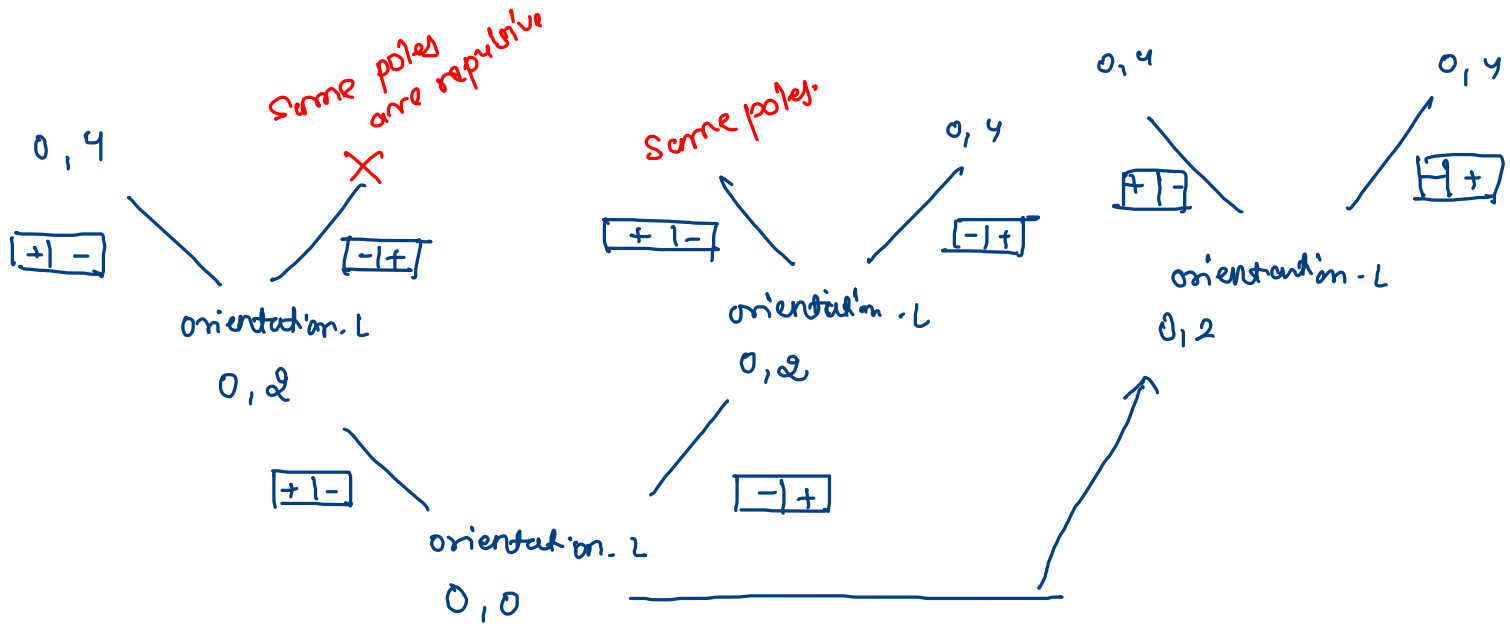 Same poles
are repulsive
0,4
0,4
0,4
Same poles.
0,4
+ -
- +
+ -
- +
+ -
- +
orientation. L
orientation. L
orientation - L
0,2
0,2
0,2
+ -
- +
orientation. L
0,0